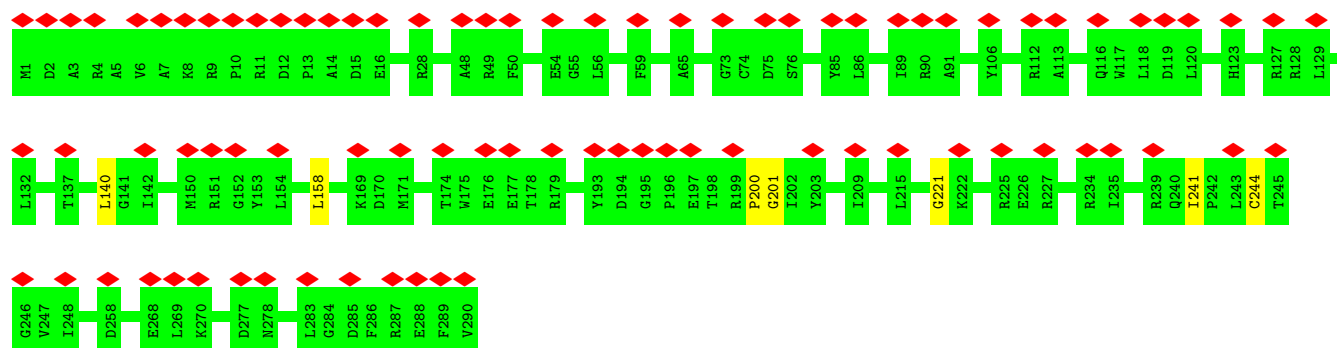 M1 D2 A3 R4 A5 V6 A7 K8 R9 P10 R11 D12 P13 A14 D15 E16 R28 A48 R49 F50 E54 G55 L56 F59 A65 G73 C74 D75 S76 Y85 L86 I89 R90 A91 Y106 R112 A113 Q116 W117 L118 D119 L120 H123 R127 R128 L129
L132 T137 L140 G141 I142 M150 R151 G152 Y153 L154 L158 K169 D170 M171 T174 W175 E176 E177 T178 R179 Y193 D194 G195 P196 E197 T198 R199 P200 G201 I202 Y203 I209 L215 G221 K222 R225 E226 R227 R234 I235 R239 Q240 I241 P242 L243 C244 T245
G246 V247 I248 D258 E268 L269 K270 D277 N278 L283 G284 D285 F286 R287 E288 F289 V290